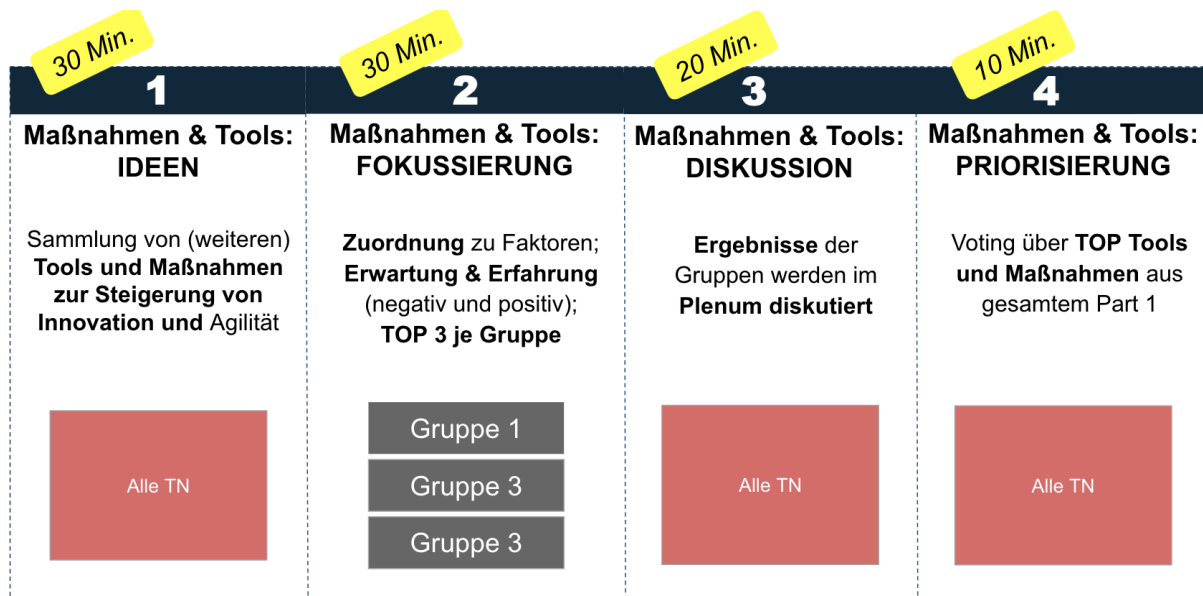 30 Min.
30 Min.
20 Min.
10 Min.
1
2
3
4
Maßnahmen & Tools:
IDEEN
Maßnahmen & Tools:
FOKUSSIERUNG
Maßnahmen & Tools:
DISKUSSION
Maßnahmen & Tools:
PRIORISIERUNG
Sammlung von (weiteren)
Tools und Maßnahmen
zur Steigerung von
Innovation und Agilität
Zuordnung zu Faktoren;
Erwartung & Erfahrung
(negativ und positiv);
TOP 3 je Gruppe
Ergebnisse der
Gruppen werden im
Plenum diskutiert
Voting über TOP Tools
und Maßnahmen aus
gesamtem Part 1
Alle TN
Gruppe 1
Gruppe 3
Gruppe 3
Alle TN
Alle TN